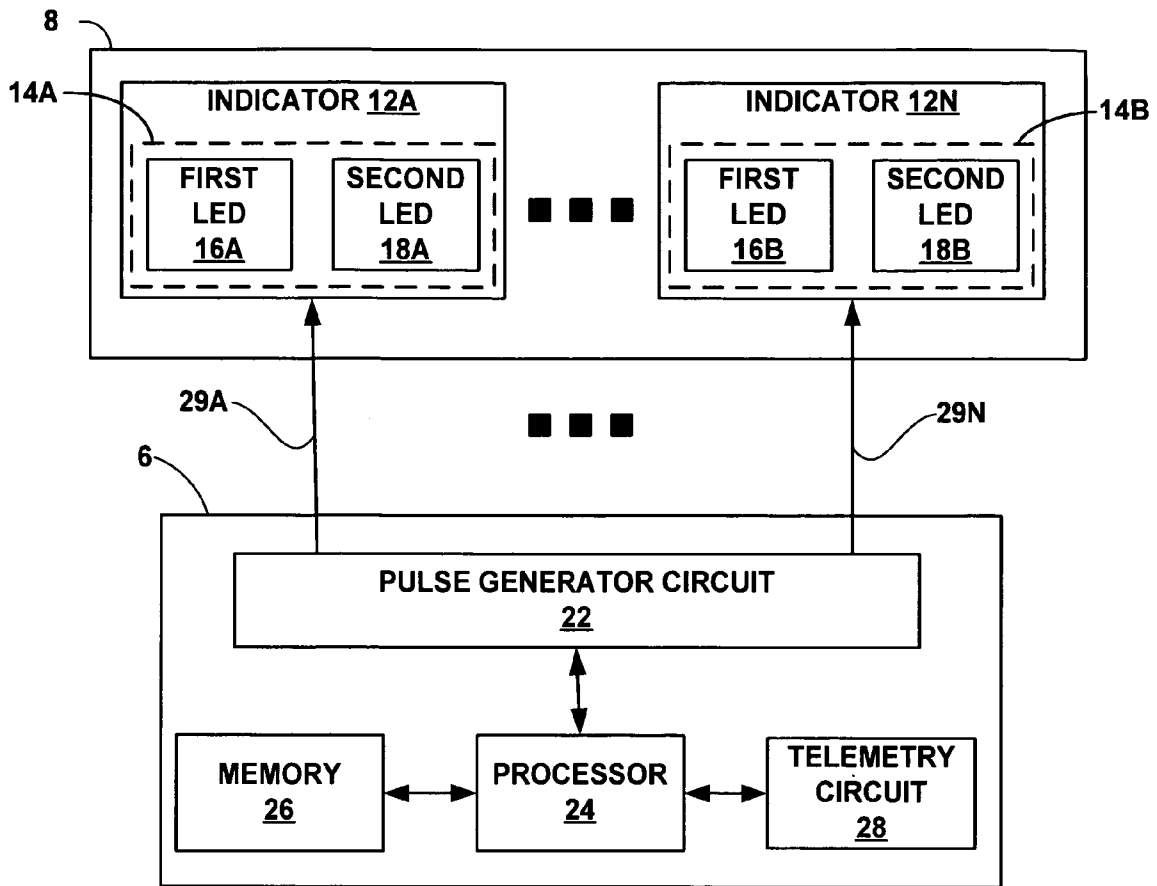 8
14A
INDICATOR 12A
INDICATOR 12N
14B
FIRST
LED
16A
SECOND
LED
18A
FIRST
LED
16B
SECOND
LED
18B
29A
29N
6
PULSE GENERATOR CIRCUIT
22
MEMORY
26
PROCESSOR
24
TELEMETRY
CIRCUIT
28